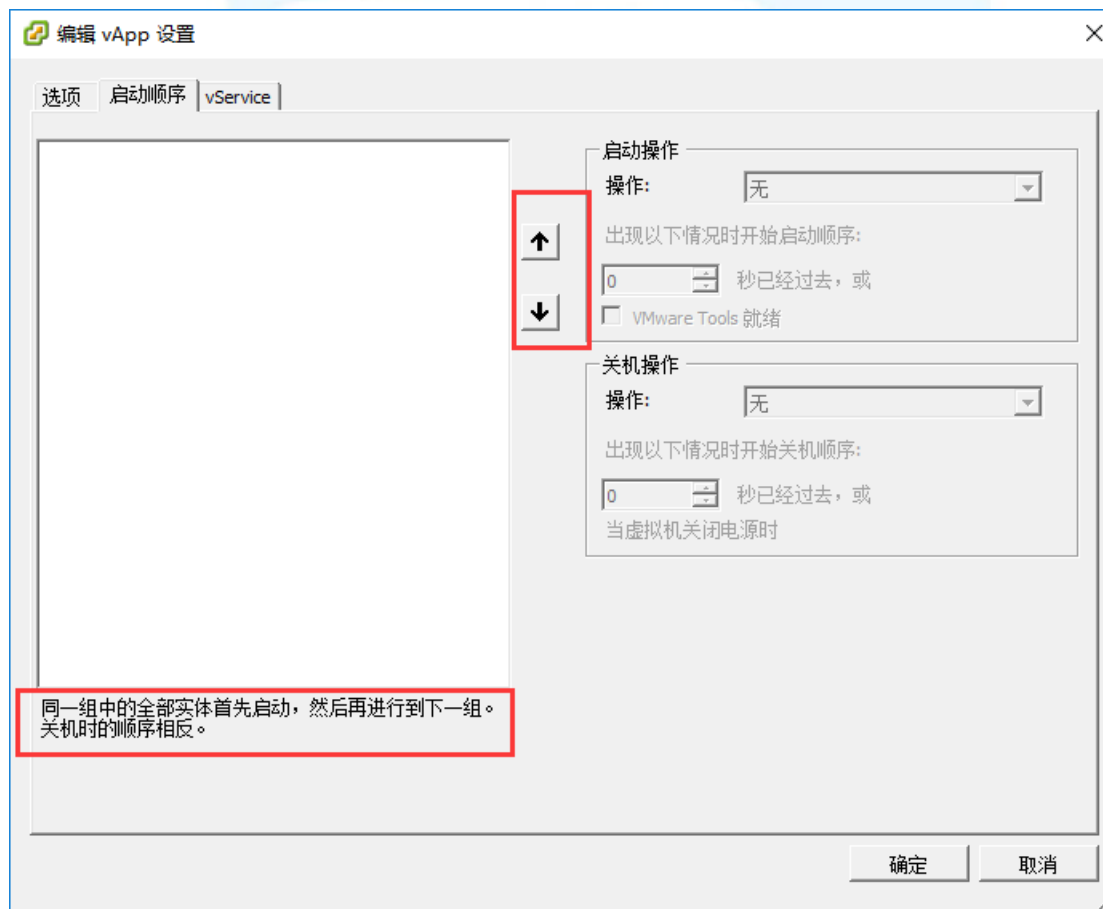 编辑 vApp 设置
选项 启动顺序 vService
启动操作
操作: 无
出现以下情况时开始启动顺序:
0 秒已经过去，或
VMware Tools 就绪
关机操作
操作: 无
出现以下情况时开始关机顺序:
0 秒已经过去，或
当虚拟机关闭电源时
同一组中的全部实体首先启动，然后再进行到下一组。
关机时的顺序相反。
确定 取消